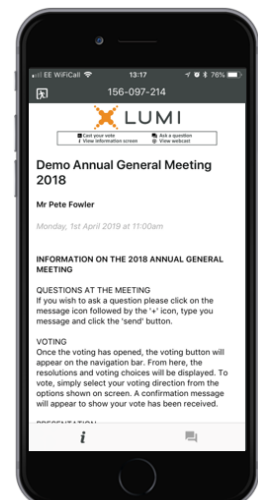 EE WiFiCall 13:17 76%
156-097-214
LUMI
Cast your vote Ask a question
i View information screen View webcast
Demo Annual General Meeting
2018
Mr Pete Fowler
Monday, 1st April 2019 at 11:00am
INFORMATION ON THE 2018 ANNUAL GENERAL
MEETING
QUESTIONS AT THE MEETING
If you wish to ask a question please click on the
message icon followed by the '+' icon, type you
message and click the 'send' button.
VOTING
Once the voting has opened, the voting button will
appear on the navigation bar. From here, the
resolutions and voting choices will be displayed. To
vote, simply select your voting direction from the
options shown on screen. A confirmation message
will appear to show your vote has been received.
PRESENTATION
i